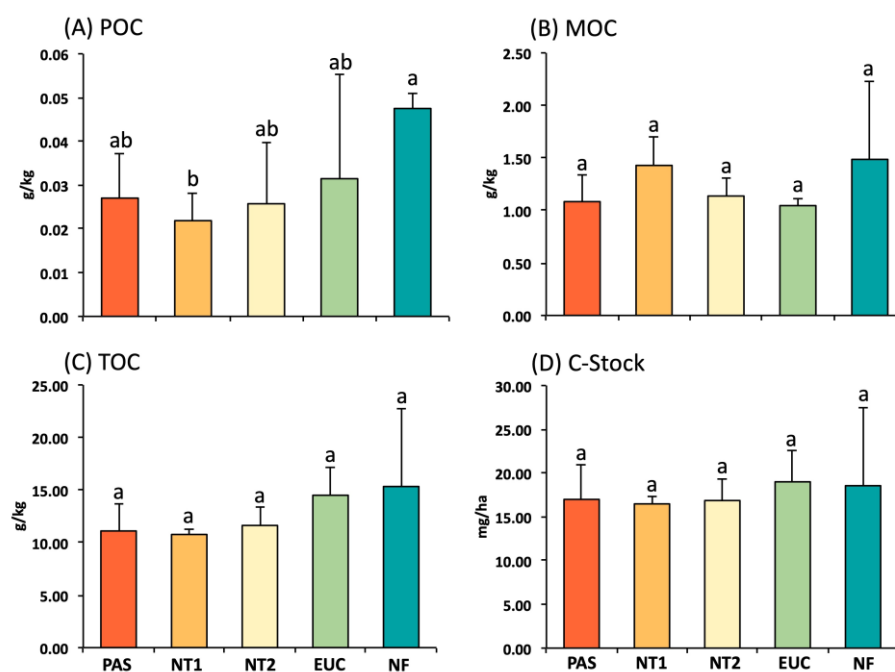 (A) POC
0.06
0.05
0.04
0.03
0.02
0.01
0.00
g/kg
ab
b
ab
ab
a
(B) MOC
2.50
2.00
1.50
1.00
0.50
0.00
g/kg
a
a
a
a
a
(C) TOC
25.00
20.00
15.00
10.00
5.00
0.00
g/kg
a
a
a
a
a
PAS NT1 NT2 EUC NF
(D) C-Stock
30.00
25.00
20.00
15.00
10.00
5.00
0.00
mg/ha
a
a
a
a
a
PAS NT1 NT2 EUC NF